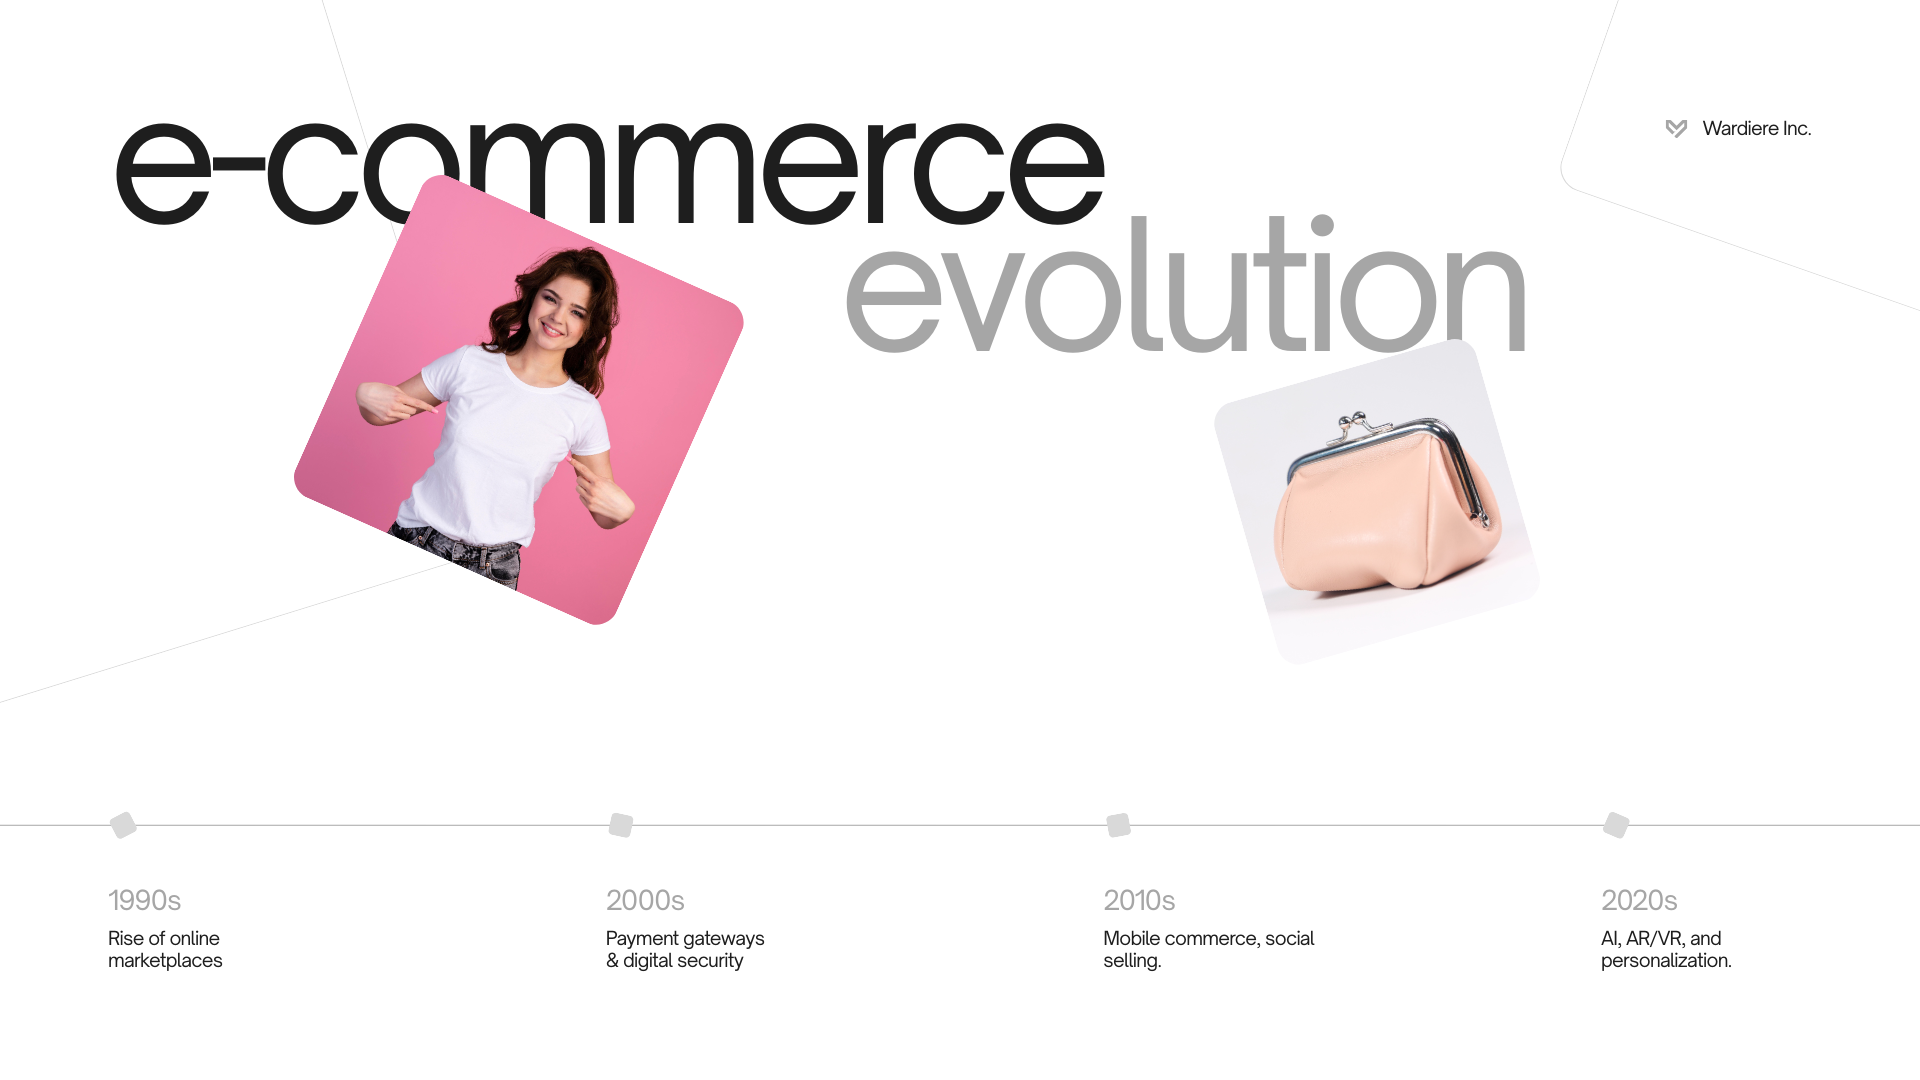 e-commerce
evolution
Wardiere Inc.
1990s
Rise of online
marketplaces
2000s
Payment gateways
& digital security
2010s
Mobile commerce, social
selling.
2020s
AI, AR/VR, and
personalization.